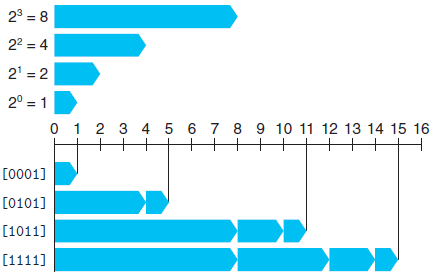 2³ = 8
2² = 4
2¹ = 2
2⁰ = 1
0 1 2 3 4 5 6 7 8 9 10 11 12 13 14 15 16
[0001]
[0101]
[1011]
[1111]